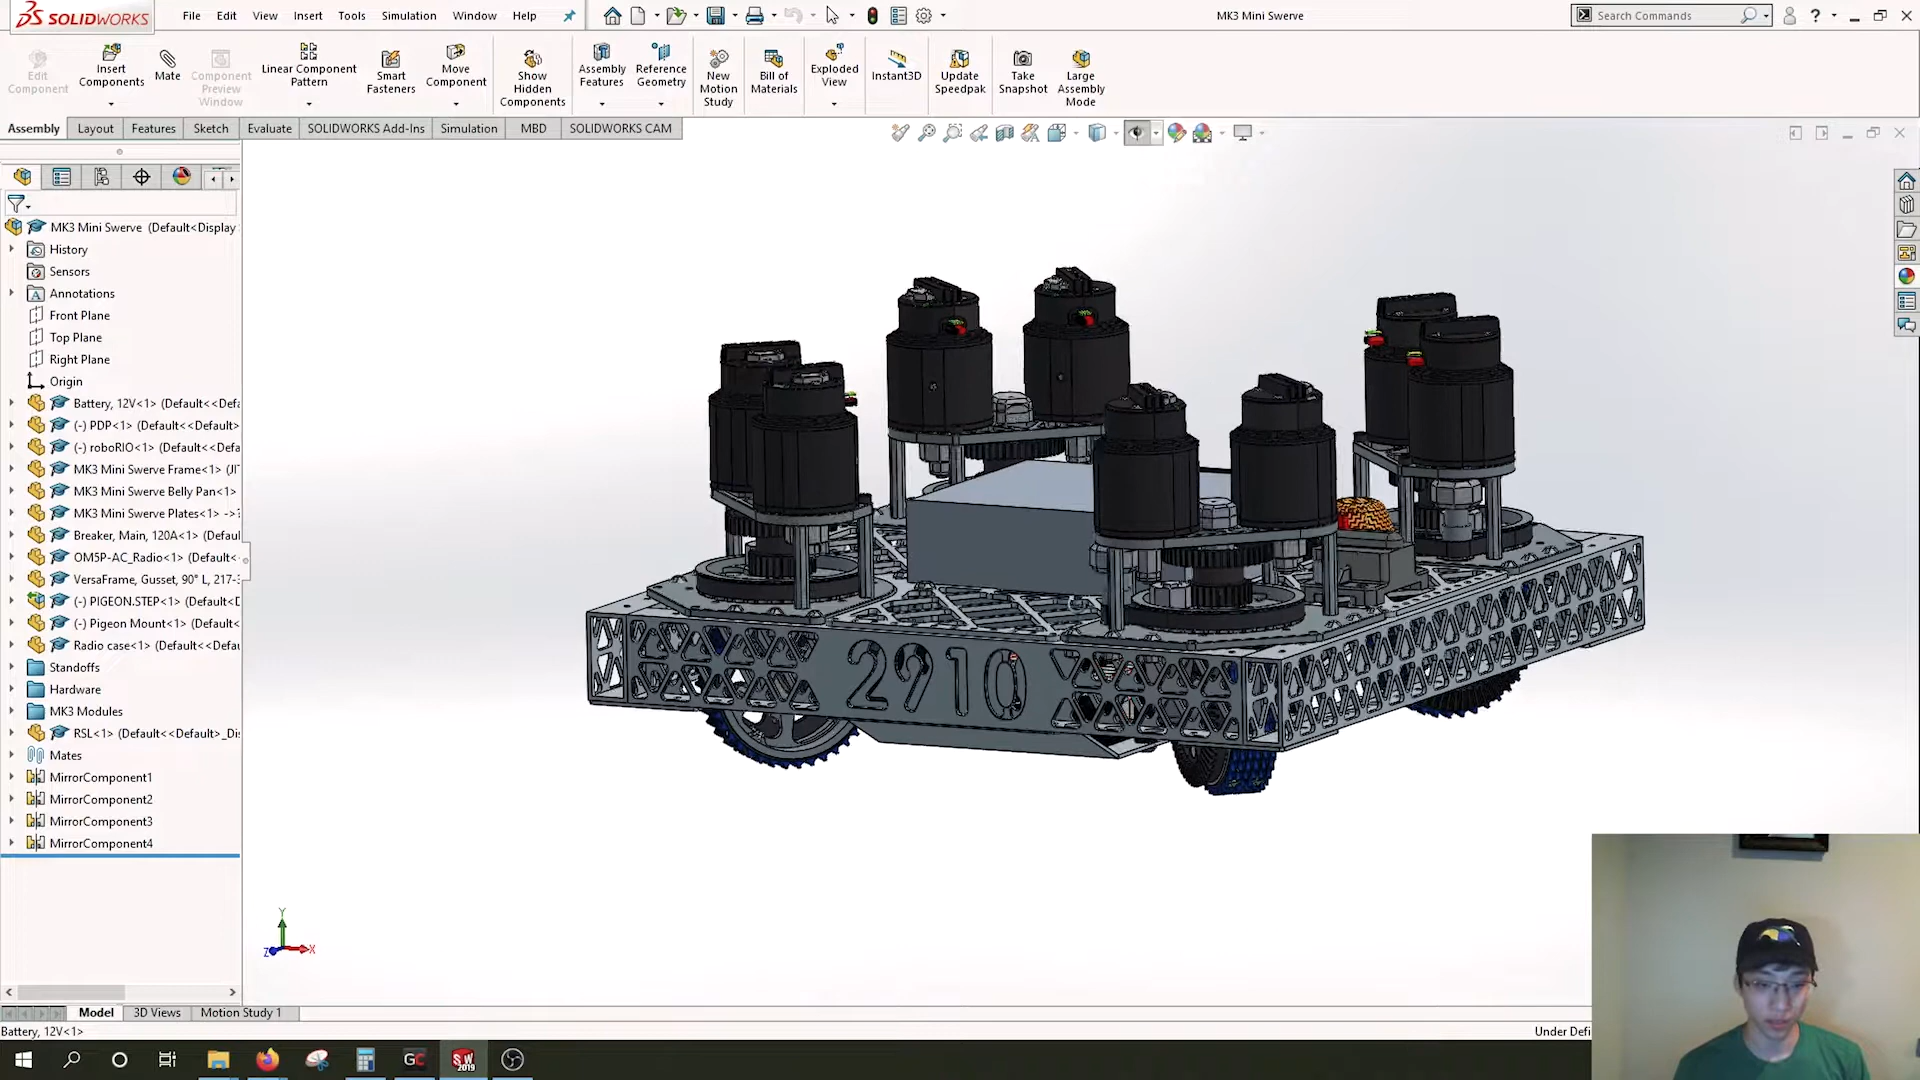 SOLIDWORKS
File Edit View Insert Tools Simulation Window Help
MK3 Mini Swerve
Search Commands
?
Edit Component
Insert Components
Mate
Component Preview Window
Linear Component Pattern
Smart Fasteners
Move Component
Show Hidden Components
Assembly Features
Reference Geometry
New Motion Study
Bill of Materials
Exploded View
Instant3D
Update Speedpak
Take Snapshot
Large Assembly Mode
Assembly Layout Features Sketch Evaluate SOLIDWORKS Add-Ins Simulation MBD SOLIDWORKS CAM
MK3 Mini Swerve (Default<Display
History
Sensors
Annotations
Front Plane
Top Plane
Right Plane
Origin
Battery, 12V<1> (Default<<Defa
(-) PDP<1> (Default<<Default>
(-) roboRIO<1> (Default<<Defa
MK3 Mini Swerve Frame<1> (JI
MK3 Mini Swerve Belly Pan<1>
MK3 Mini Swerve Plates<1> ->?
Breaker, Main, 120A<1> (Defaul
OM5P-AC_Radio<1> (Default<
VersaFrame, Gusset, 90° L, 217-3
(-) PIGEON.STEP<1> (Default<D
(-) Pigeon Mount<1> (Default<
Radio case<1> (Default<<Defau
Standoffs
Hardware
MK3 Modules
RSL<1> (Default<<Default>_Dis
Mates
MirrorComponent1
MirrorComponent2
MirrorComponent3
MirrorComponent4
2910
Y
Z
X
Model 3D Views Motion Study 1
Battery, 12V<1>
Under Defi
GC
SW 2019